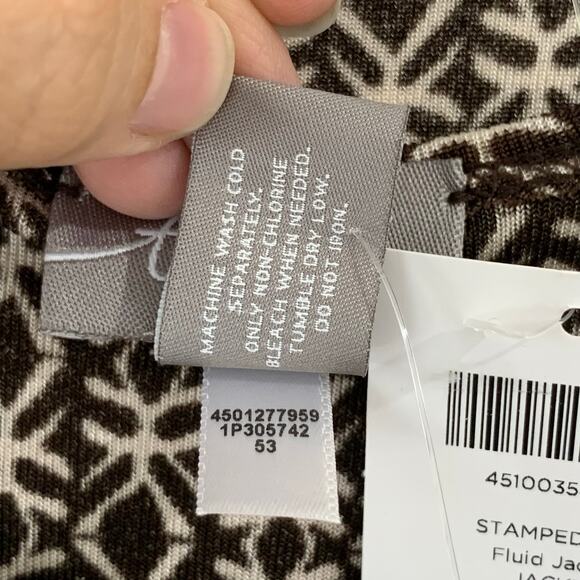 MACHINE WASH COLD
SEPARATELY.
ONLY NON-CHLORINE
BLEACH WHEN NEEDED.
TUMBLE DRY LOW.
DO NOT IRON.
4501277959
1P305742
53
4510035
STAMPED
Fluid Jac